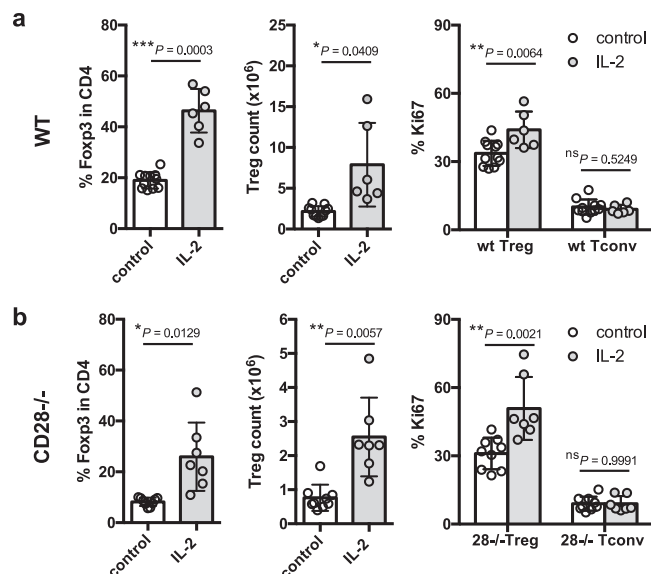 a
WT
% Foxp3 in CD4
80
60
40
20
0
*** P = 0.0003
control
IL-2
Treg count (x10⁶)
25
20
15
10
5
0
* P = 0.0409
control
IL-2
% Ki67
90
60
30
0
** P = 0.0064
ns P = 0.5249
control
IL-2
wt Treg
wt Tconv
b
CD28-/-
% Foxp3 in CD4
80
60
40
20
0
* P = 0.0129
control
IL-2
Treg count (x10⁶)
6
5
4
3
2
1
0
** P = 0.0057
control
IL-2
% Ki67
90
60
30
0
** P = 0.0021
ns P = 0.9991
control
IL-2
28-/-Treg
28-/- Tconv